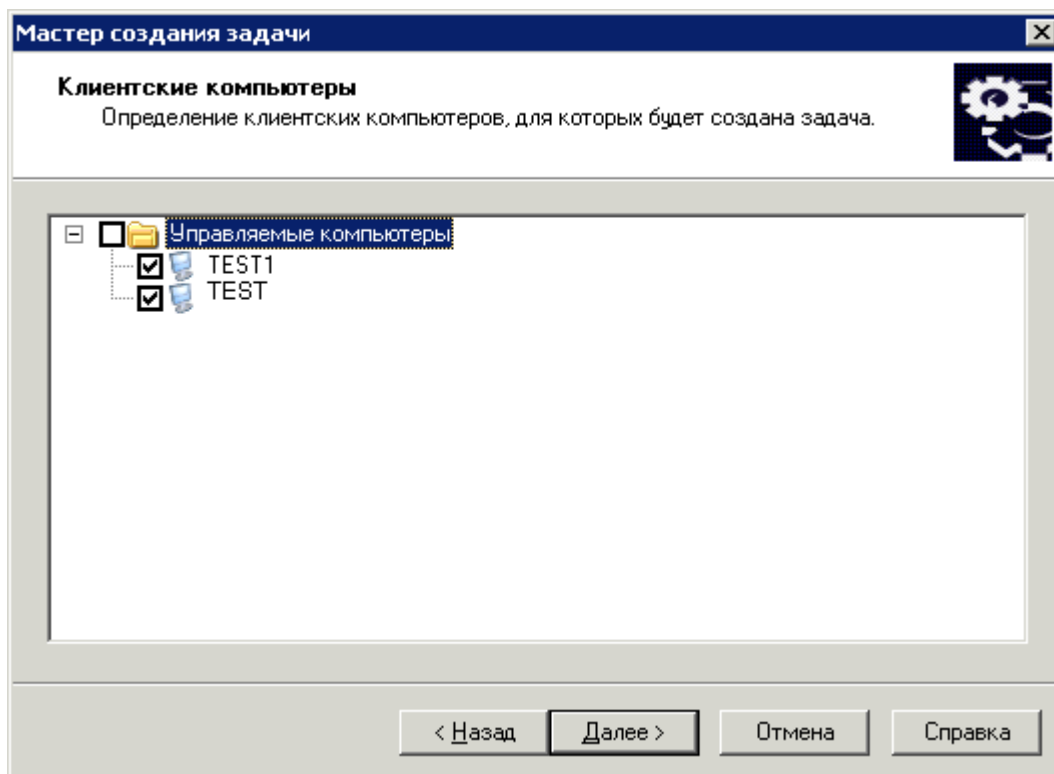 Мастер создания задачи
Клиентские компьютеры
Определение клиентских компьютеров, для которых будет создана задача.
Управляемые компьютеры
TEST1
TEST
< Назад Далее > Отмена Справка